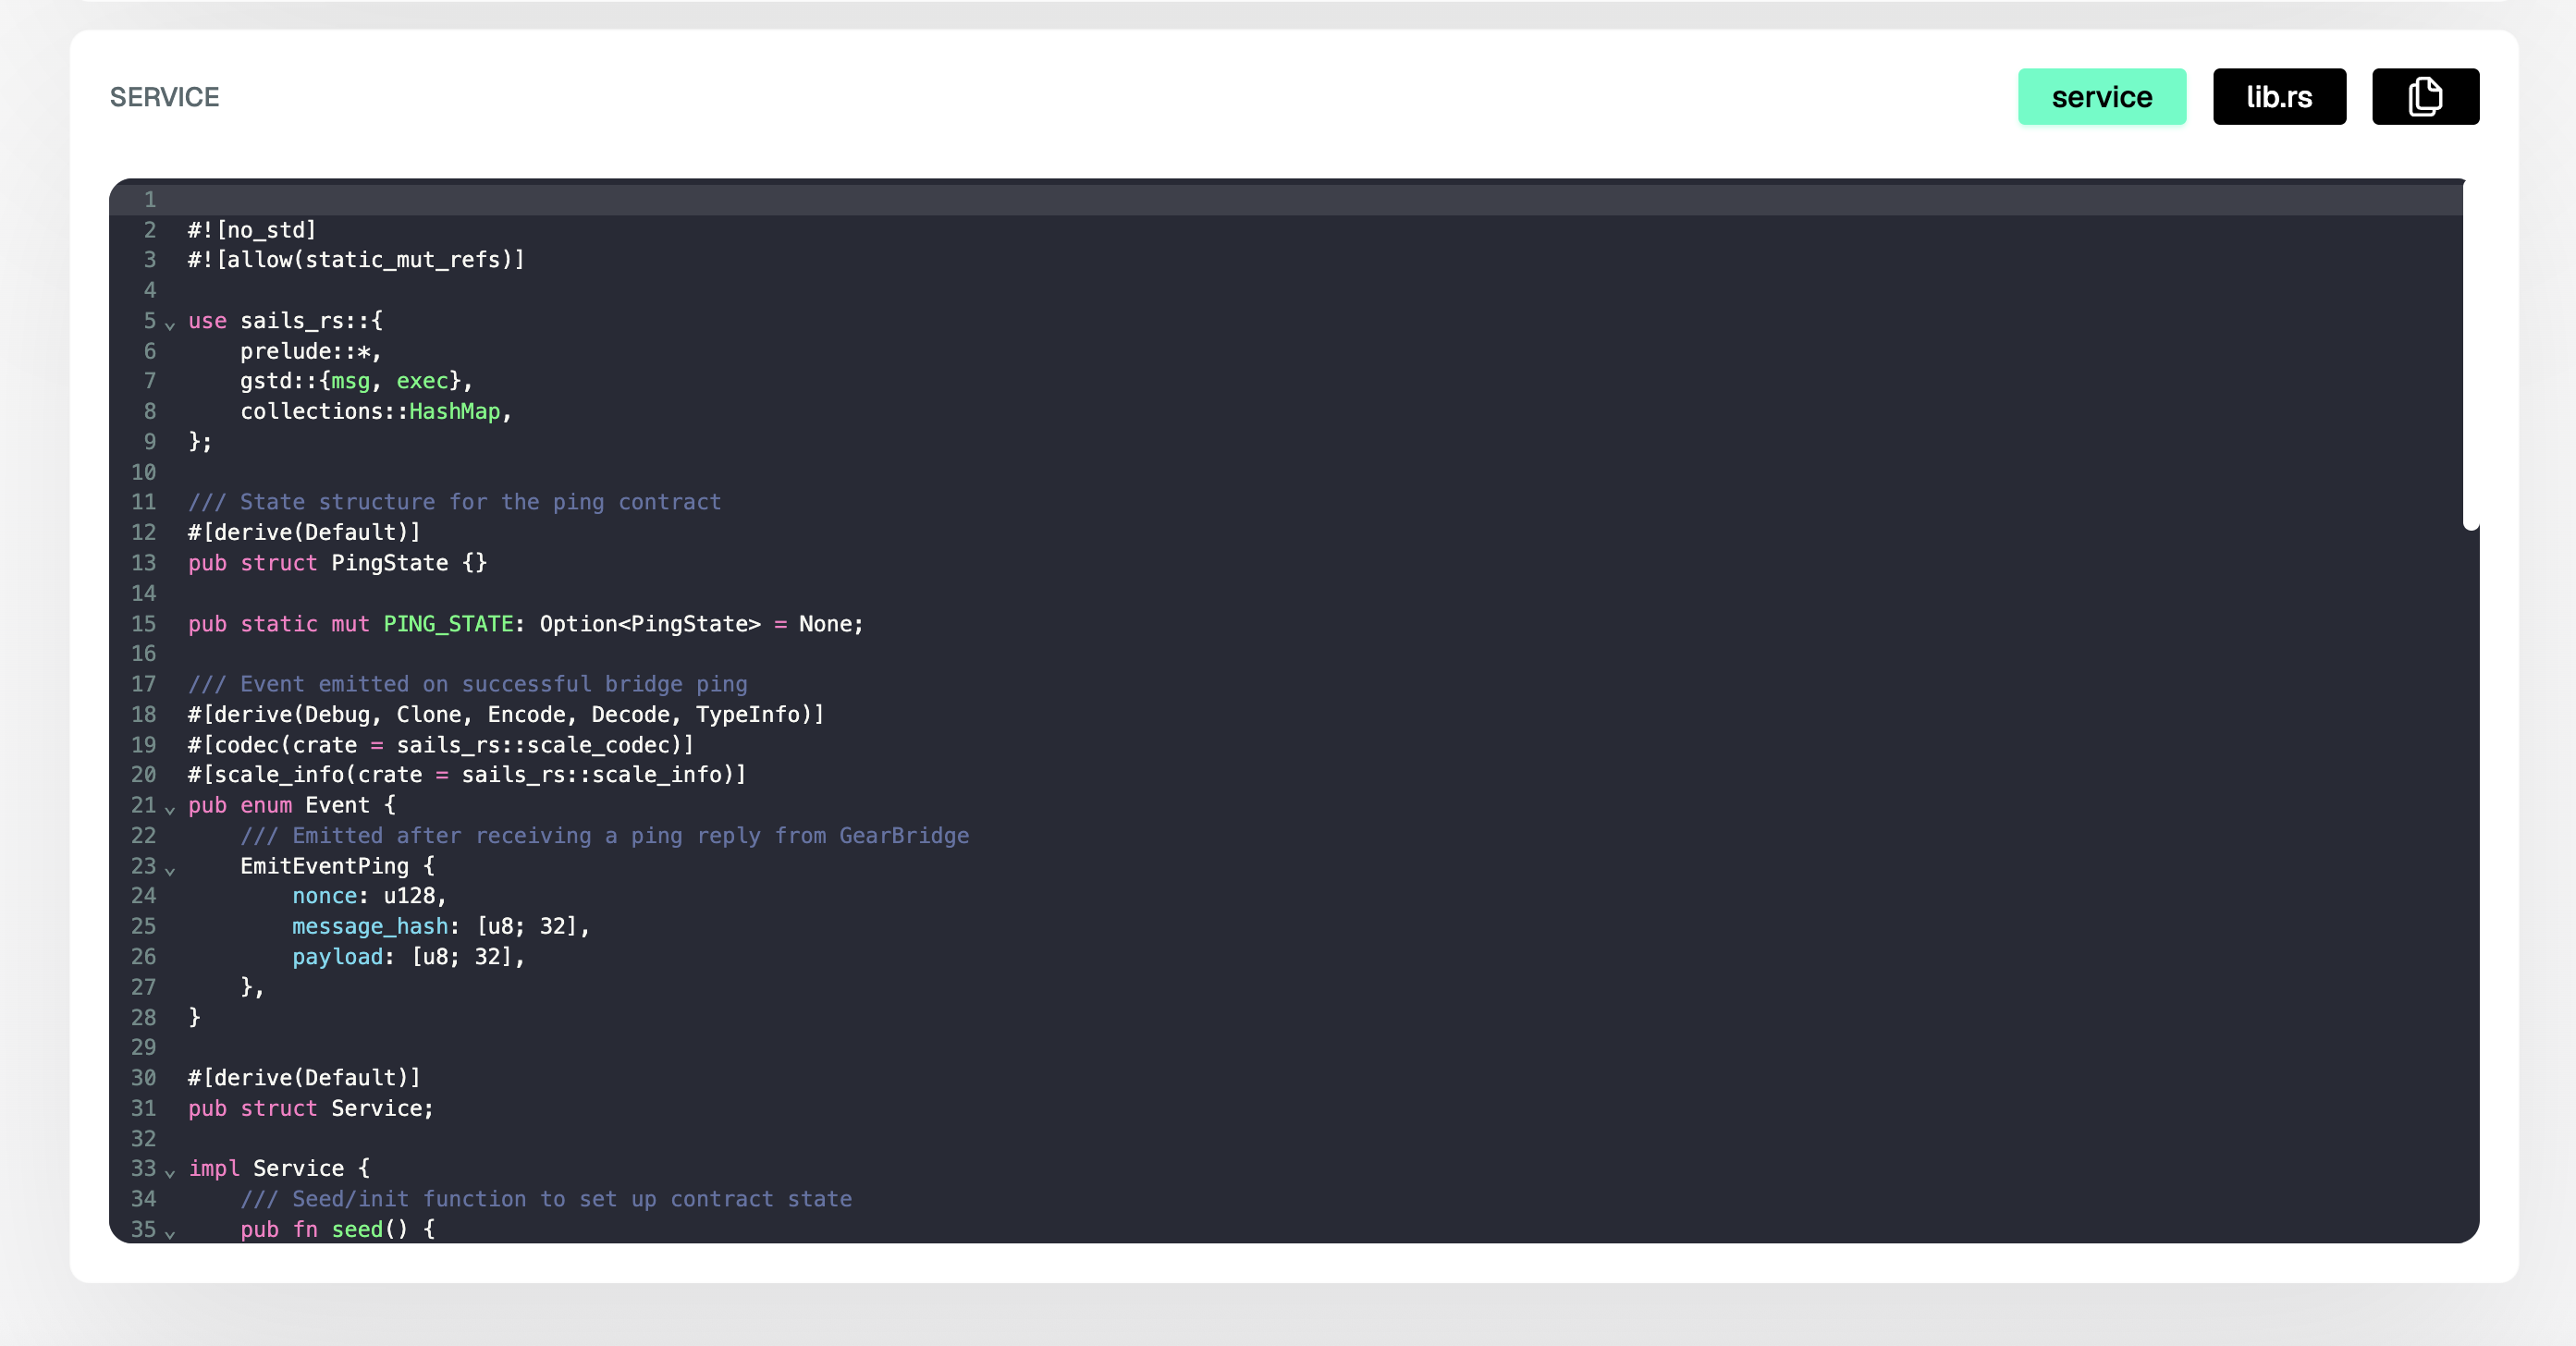 SERVICE
service
lib.rs
1
2 #![no_std]
3 #![allow(static_mut_refs)]
4
5 use sails_rs::{
6     prelude::*,
7     gstd::{msg, exec},
8     collections::HashMap,
9 };
10
11 /// State structure for the ping contract
12 #[derive(Default)]
13 pub struct PingState {}
14
15 pub static mut PING_STATE: Option<PingState> = None;
16
17 /// Event emitted on successful bridge ping
18 #[derive(Debug, Clone, Encode, Decode, TypeInfo)]
19 #[codec(crate = sails_rs::scale_codec)]
20 #[scale_info(crate = sails_rs::scale_info)]
21 pub enum Event {
22     /// Emitted after receiving a ping reply from GearBridge
23     EmitEventPing {
24         nonce: u128,
25         message_hash: [u8; 32],
26         payload: [u8; 32],
27     },
28 }
29
30 #[derive(Default)]
31 pub struct Service;
32
33 impl Service {
34     /// Seed/init function to set up contract state
35     pub fn seed() {